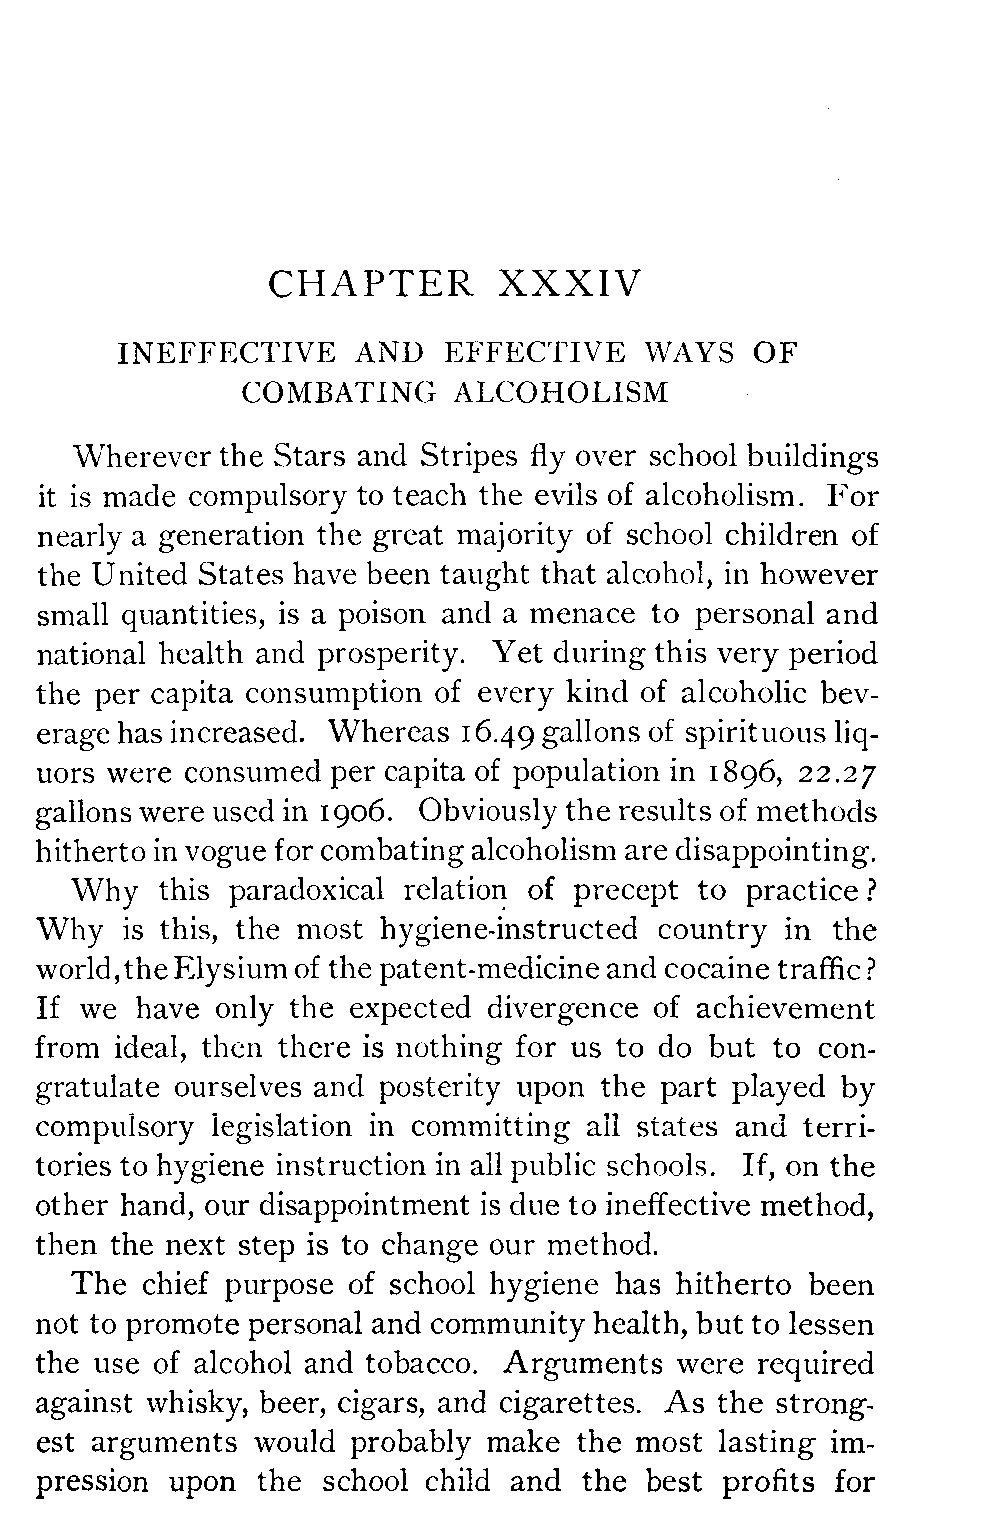 CHAPTER XXXIV
INEFFECTIVE AND EFFECTIVE WAYS OF
COMBATING ALCOHOLISM
Wherever the Stars and Stripes fly over school buildings
it is made compulsory to teach the evils of alcoholism. For
nearly a generation the great majority of school children of
the United States have been taught that alcohol, in however
small quantities, is a poison and a menace to personal and
national health and prosperity. Yet during this very period
the per capita consumption of every kind of alcoholic bev-
erage has increased. Whereas 16.49 gallons of spirituous liq-
uors were consumed per capita of population in 1896, 22.27
gallons were used in 1906. Obviously the results of methods
hitherto in vogue for combating alcoholism are disappointing.
Why this paradoxical relation of precept to practice?
Why is this, the most hygiene-instructed country in the
world, the Elysium of the patent-medicine and cocaine traffic?
If we have only the expected divergence of achievement
from ideal, then there is nothing for us to do but to con-
gratulate ourselves and posterity upon the part played by
compulsory legislation in committing all states and terri-
tories to hygiene instruction in all public schools. If, on the
other hand, our disappointment is due to ineffective method,
then the next step is to change our method.
The chief purpose of school hygiene has hitherto been
not to promote personal and community health, but to lessen
the use of alcohol and tobacco. Arguments were required
against whisky, beer, cigars, and cigarettes. As the strong-
est arguments would probably make the most lasting im-
pression upon the school child and the best profits for